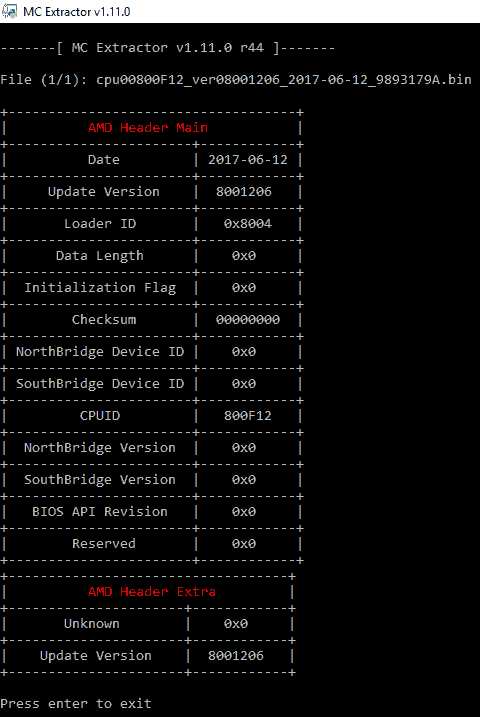 MC Extractor v1.11.0
-------[ MC Extractor v1.11.0 r44 ]-------
File (1/1): cpu00800F12_ver08001206_2017-06-12_9893179A.bin
AMD Header Main
Date | 2017-06-12
Update Version | 8001206
Loader ID | 0x8004
Data Length | 0x0
Initialization Flag | 0x0
Checksum | 00000000
NorthBridge Device ID | 0x0
SouthBridge Device ID | 0x0
CPUID | 800F12
NorthBridge Version | 0x0
SouthBridge Version | 0x0
BIOS API Revision | 0x0
Reserved | 0x0
AMD Header Extra
Unknown | 0x0
Update Version | 8001206
Press enter to exit